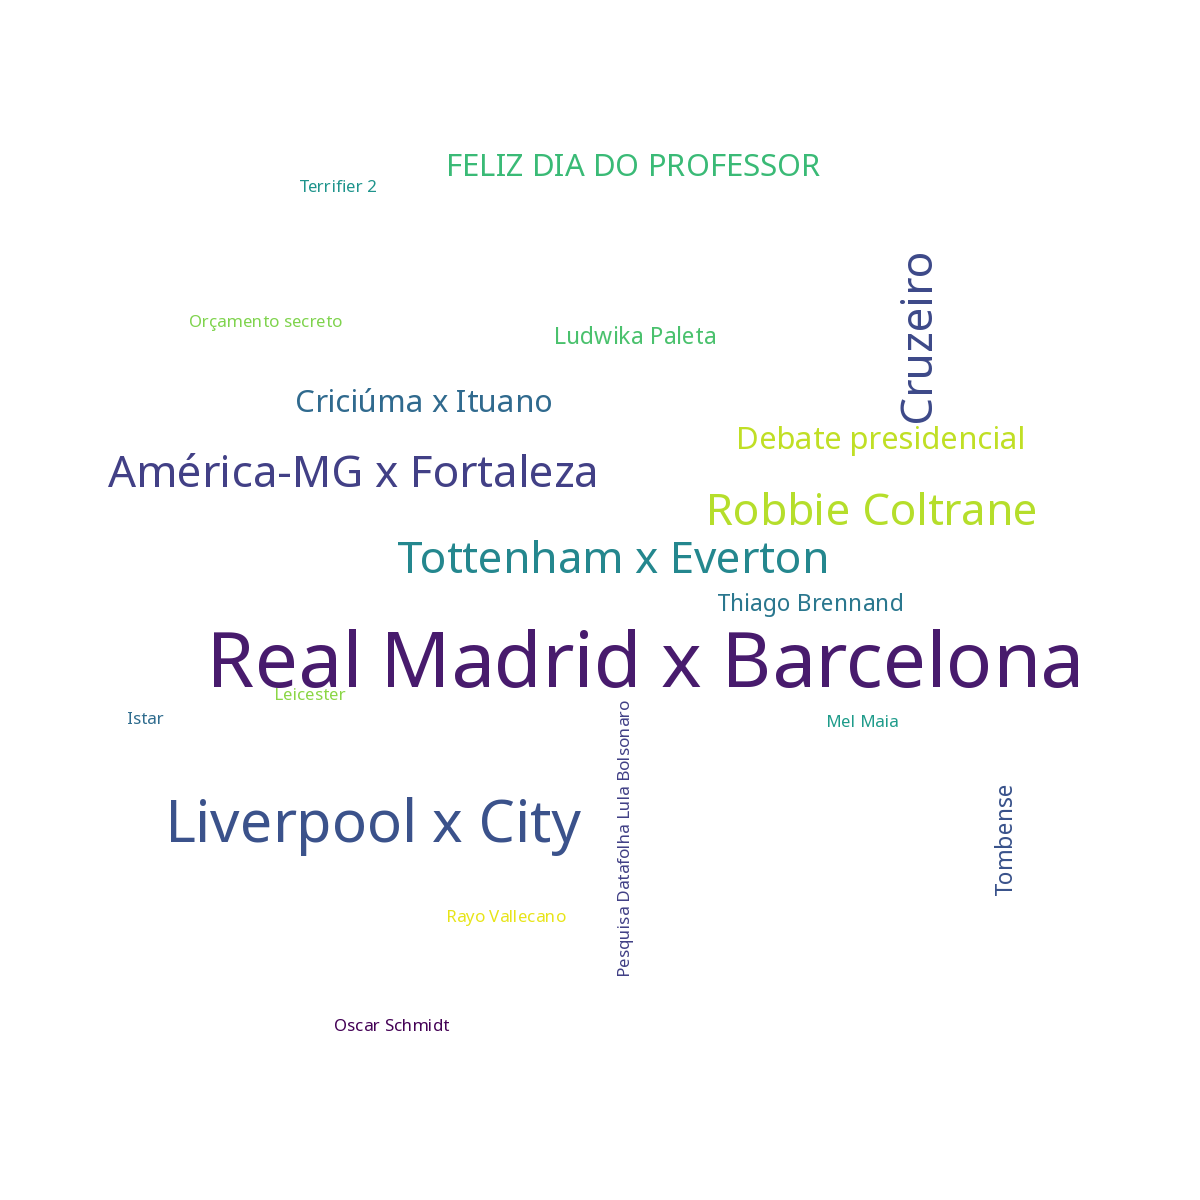 FELIZ DIA DO PROFESSOR
Terrifier 2
Cruzeiro
Orçamento secreto
Ludwika Paleta
Criciúma x Ituano
Debate presidencial
América-MG x Fortaleza
Robbie Coltrane
Tottenham x Everton
Thiago Brennand
Real Madrid x Barcelona
Leicester
Istar
Mel Maia
Pesquisa Datafolha Lula Bolsonaro
Liverpool x City
Tombense
Rayo Vallecano
Oscar Schmidt